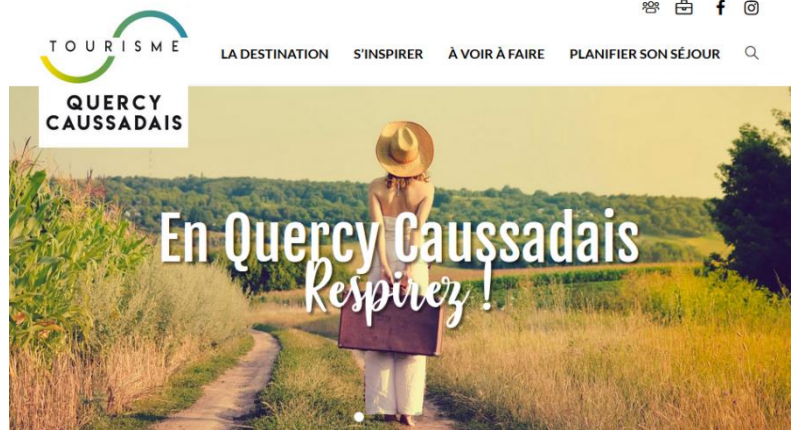 TOURISME
QUERCY
CAUSSADAIS
LA DESTINATION S'INSPIRER À VOIR À FAIRE PLANIFIER SON SÉJOUR
En Quercy Caussadais
Respirez !